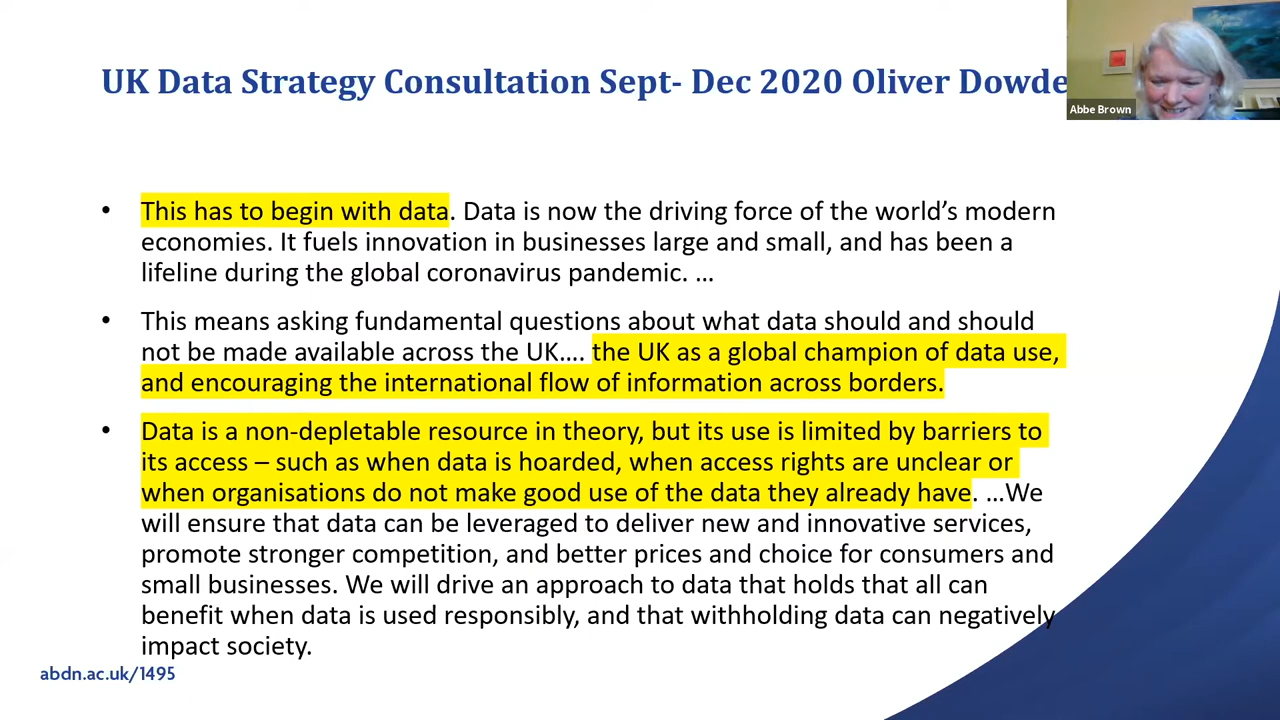 UK Data Strategy Consultation Sept- Dec 2020 Oliver Dowde
Abbe Brown
• This has to begin with data. Data is now the driving force of the world's modern
economies. It fuels innovation in businesses large and small, and has been a
lifeline during the global coronavirus pandemic. …
• This means asking fundamental questions about what data should and should
not be made available across the UK…. the UK as a global champion of data use,
and encouraging the international flow of information across borders.
• Data is a non-depletable resource in theory, but its use is limited by barriers to
its access – such as when data is hoarded, when access rights are unclear or
when organisations do not make good use of the data they already have. …We
will ensure that data can be leveraged to deliver new and innovative services,
promote stronger competition, and better prices and choice for consumers and
small businesses. We will drive an approach to data that holds that all can
benefit when data is used responsibly, and that withholding data can negatively
impact society.
abdn.ac.uk/1495